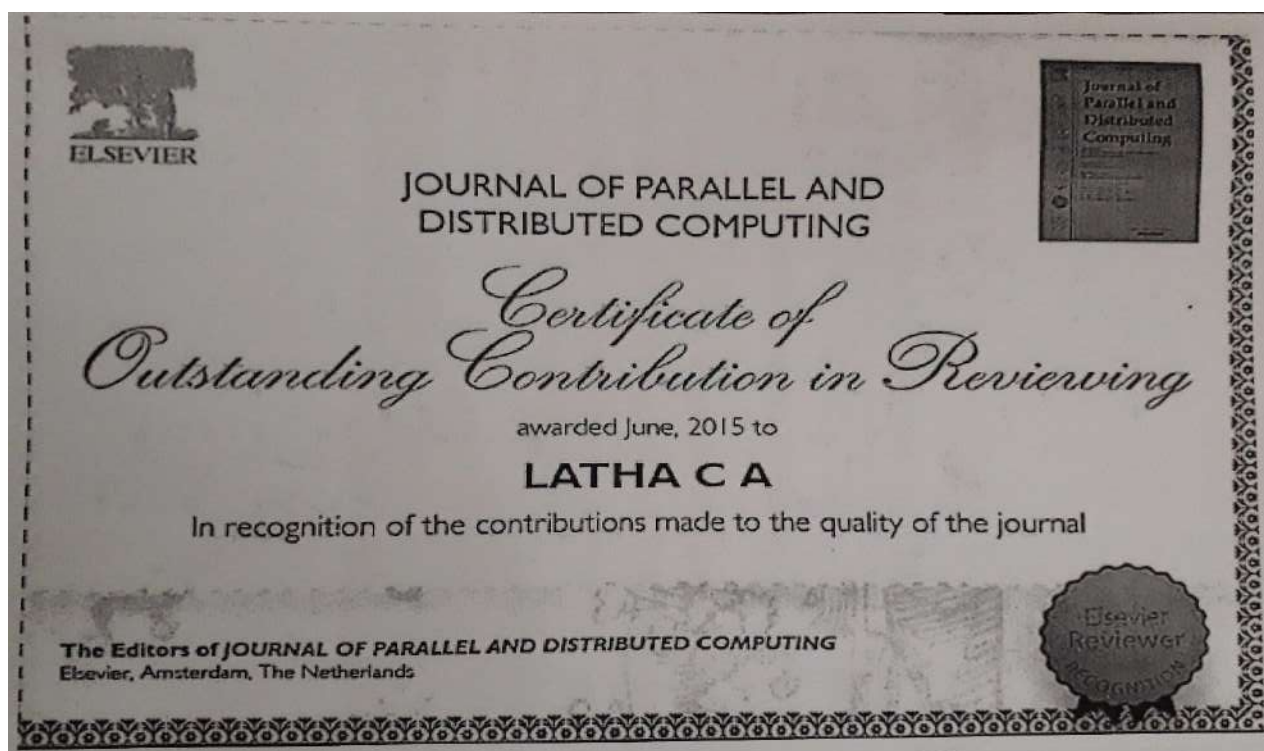 ELSEVIER
Journal of
Parallel and
Distributed
Computing
JOURNAL OF PARALLEL AND
DISTRIBUTED COMPUTING
Certificate of
Outstanding Contribution in Reviewing
awarded June, 2015 to
LATHA C A
In recognition of the contributions made to the quality of the journal
The Editors of JOURNAL OF PARALLEL AND DISTRIBUTED COMPUTING
Elsevier, Amsterdam, The Netherlands
Elsevier
Reviewer
RECOGNITION